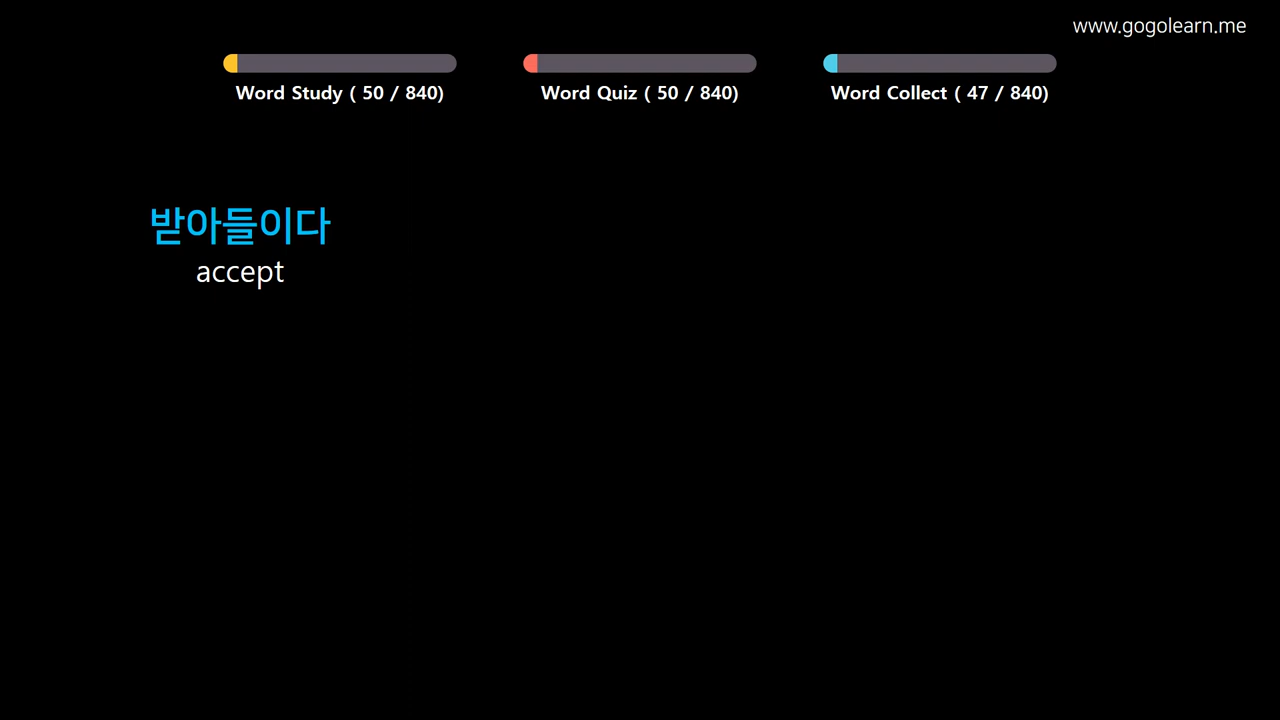 www.gogolearn.me
Word Study ( 50 / 840)
Word Quiz ( 50 / 840)
Word Collect ( 47 / 840)
받아들이다
accept